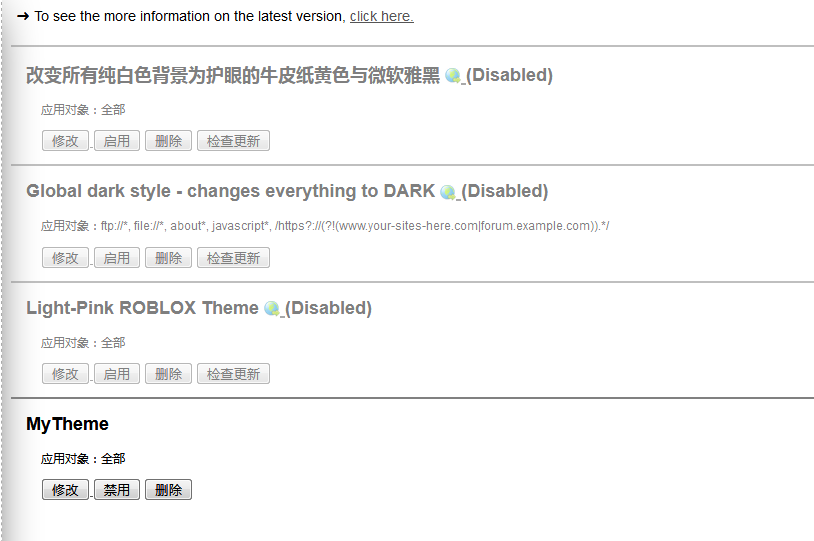 ➜ To see the more information on the latest version, click here.
改变所有纯白色背景为护眼的牛皮纸黄色与微软雅黑 (Disabled)
应用对象：全部
修改 启用 删除 检查更新
Global dark style - changes everything to DARK (Disabled)
应用对象：ftp://*, file://*, about*, javascript*, /https?://(?!(www.your-sites-here.com|forum.example.com)).*/
修改 启用 删除 检查更新
Light-Pink ROBLOX Theme (Disabled)
应用对象：全部
修改 启用 删除 检查更新
MyTheme
应用对象：全部
修改 禁用 删除